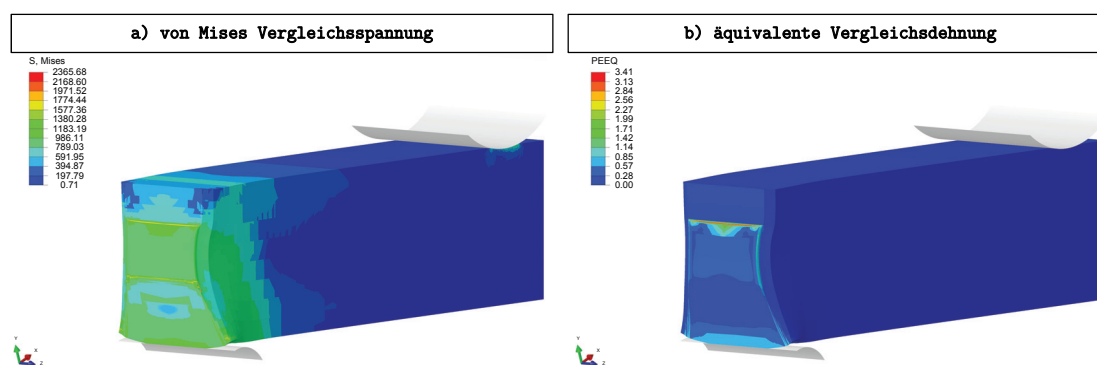 a) von Mises Vergleichsspannung
S, Mises
2365.68
2168.60
1971.52
1774.44
1577.36
1380.28
1183.19
986.11
789.03
591.95
394.87
197.79
0.71
Y
X
Z
b) äquivalente Vergleichsdehnung
PEEQ
3.41
3.13
2.84
2.56
2.27
1.99
1.71
1.42
1.14
0.85
0.57
0.28
0.00
Y
X
Z